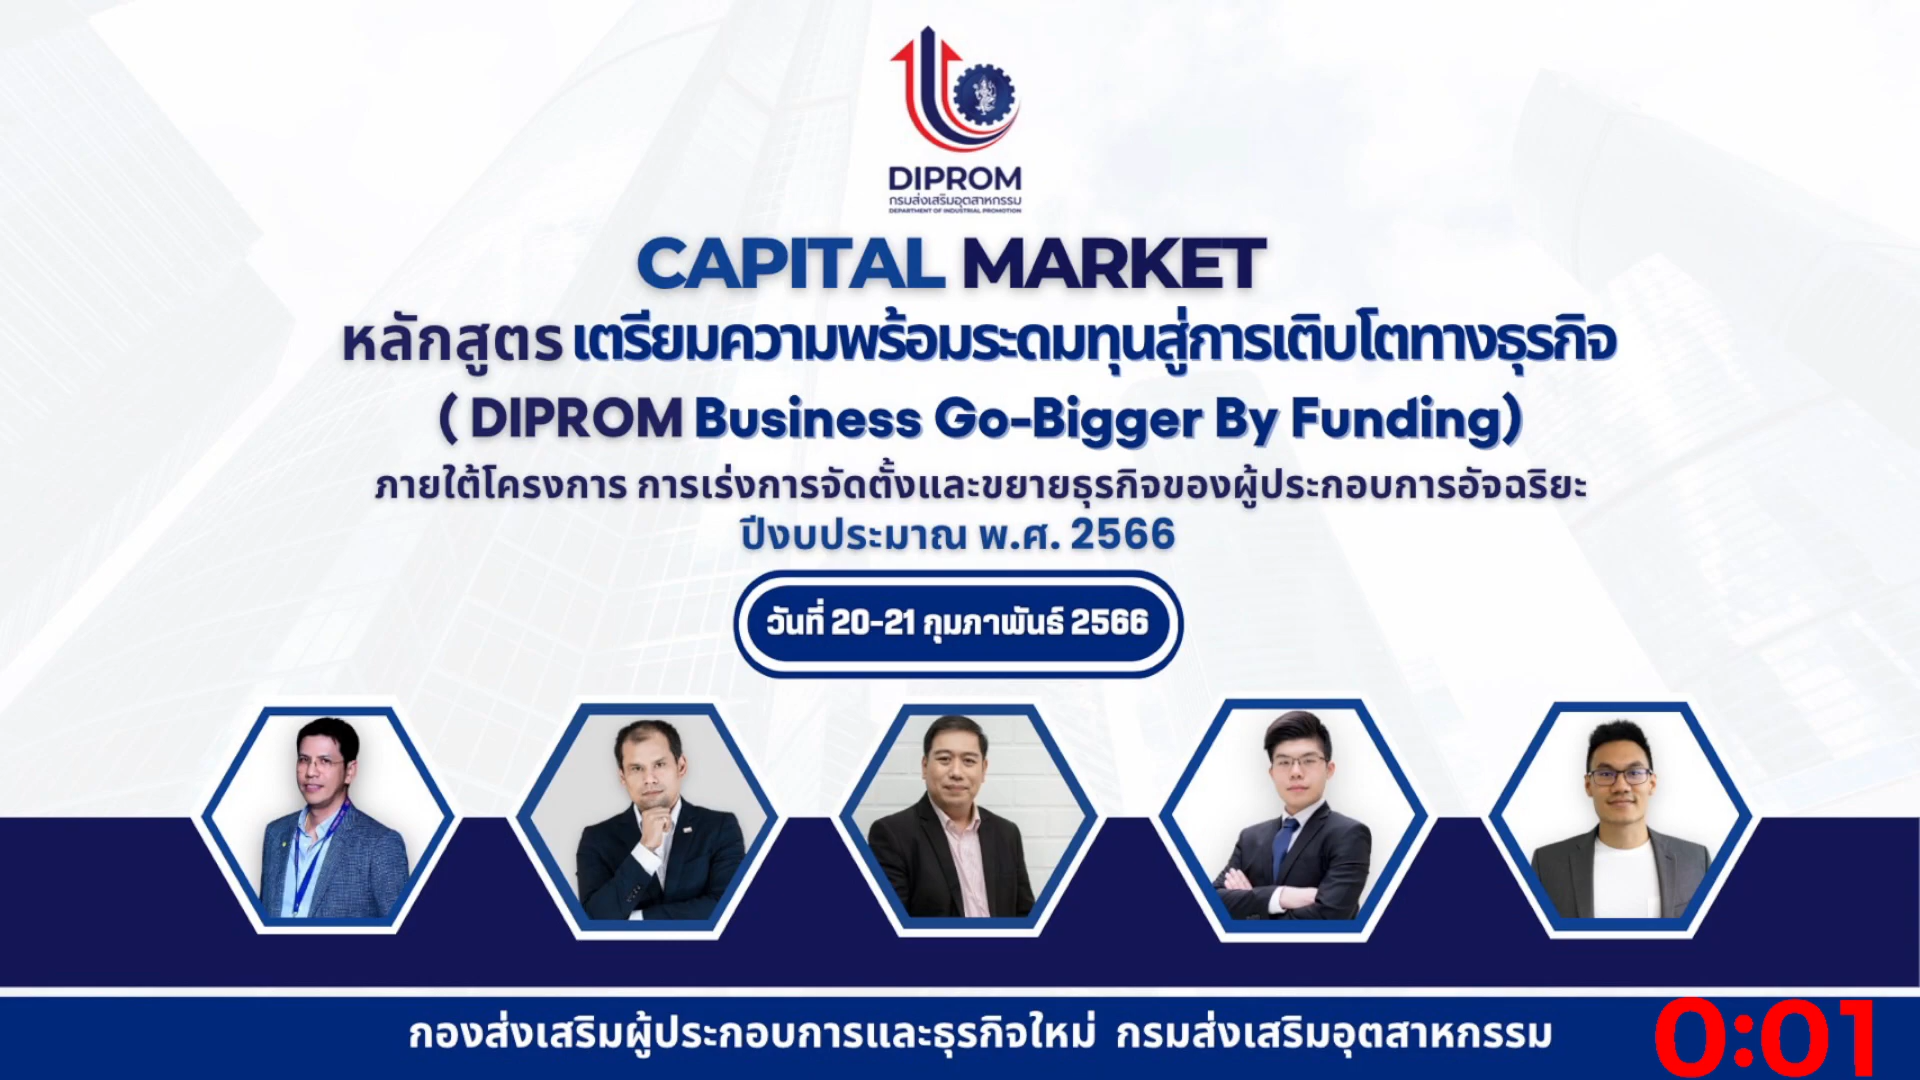 DIPROM
กรมส่งเสริมอุตสาหกรรม
DEPARTMENT OF INDUSTRIAL PROMOTION
CAPITAL MARKET
หลักสูตร เตรียมความพร้อมระดมทุนสู่การเติบโตทางธุรกิจ
( DIPROM Business Go-Bigger By Funding)
ภายใต้โครงการ การเร่งการจัดตั้งและขยายธุรกิจของผู้ประกอบการอัจฉริยะ
ปีงบประมาณ พ.ศ. 2566
วันที่ 20-21 กุมภาพันธ์ 2566
กองส่งเสริมผู้ประกอบการและธุรกิจใหม่ กรมส่งเสริมอุตสาหกรรม
0:01